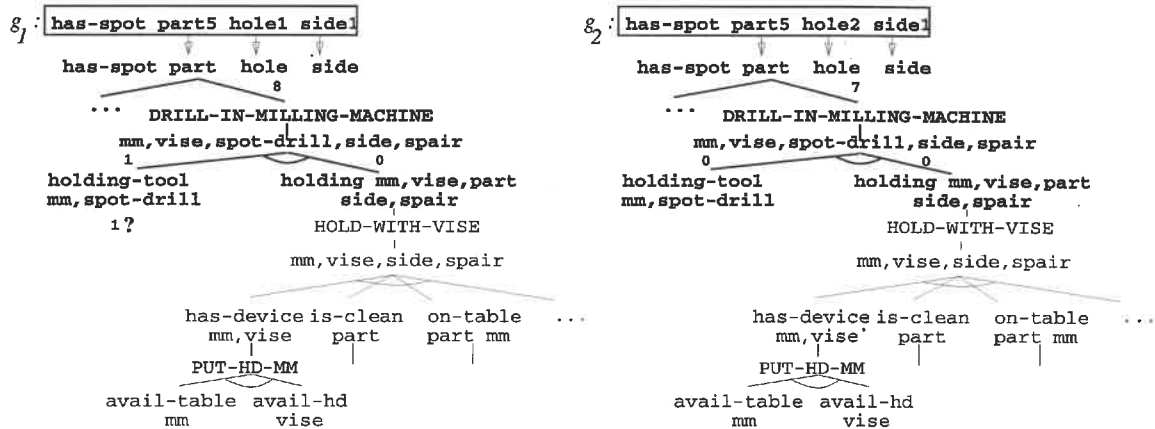 g1 : has-spot part5 hole1 side1
has-spot part hole side
8
...
DRILL-IN-MILLING-MACHINE
mm,vise,spot-drill,side,spair
1 0
holding-tool holding mm,vise,part
mm,spot-drill side,spair
1? HOLD-WITH-VISE
mm,vise,side,spair
has-device is-clean on-table ...
mm,vise part part mm
PUT-HD-MM
avail-table avail-hd
mm vise
g2 : has-spot part5 hole2 side1
has-spot part hole side
7
...
DRILL-IN-MILLING-MACHINE
mm,vise,spot-drill,side,spair
0 0
holding-tool holding mm,vise,part
mm,spot-drill side,spair
HOLD-WITH-VISE
mm,vise,side,spair
has-device is-clean on-table ...
mm,vise part part mm
PUT-HD-MM
avail-table avail-hd
mm vise